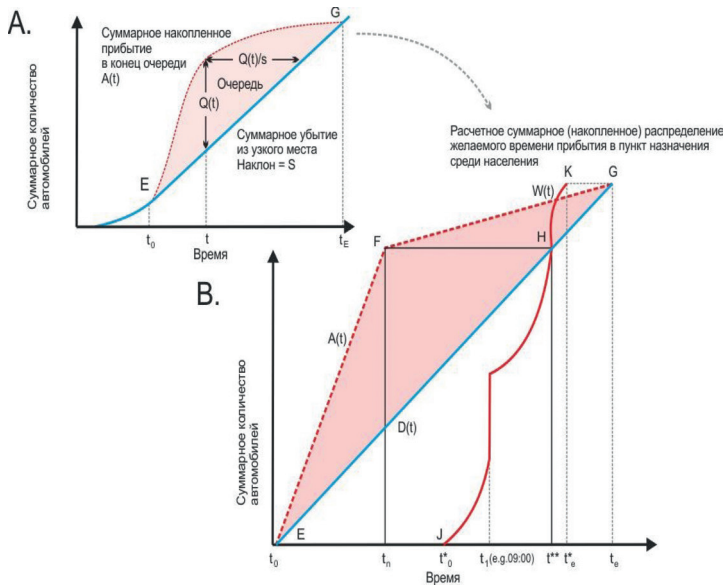 A.
Суммарное количество
автомобилей
Суммарное накопленное
прибытие
в конец очереди
A(t)
G
Q(t)/s
Очередь
Q(t)
Суммарное убытие
из узкого места
Наклон = S
E
t₀
t
tE
Время
Расчетное суммарное (накопленное) распределение
желаемого времени прибытия в пункт назначения
среди населения
B.
Суммарное количество
автомобилей
K
G
W(t)
F
H
A(t)
D(t)
E
J
t₀
tn
t*₀
t₁(e.g.09:00)
t**
t*e
te
Время